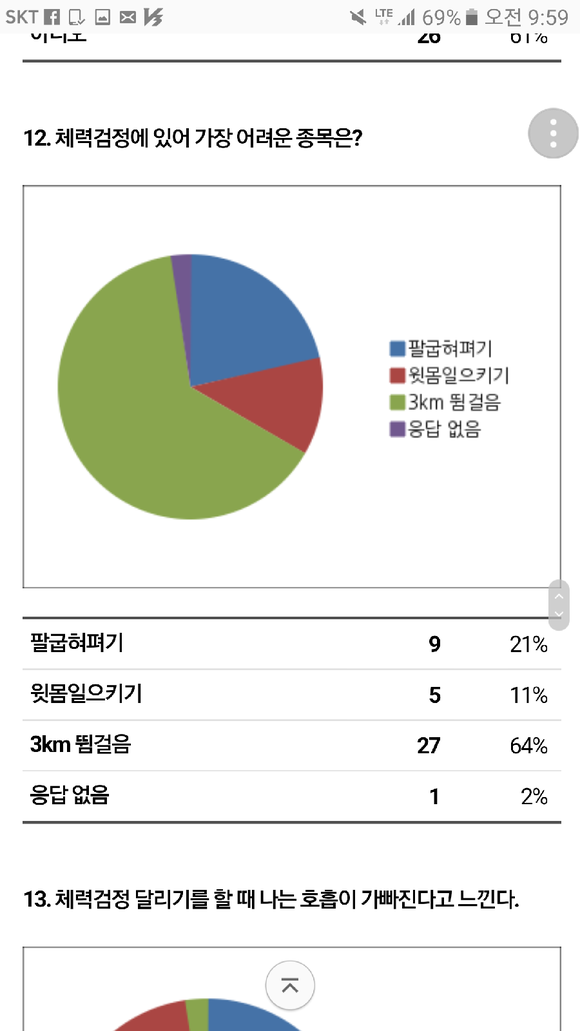 SKT LTE 69% 오전 9:59
아니오 26 61%
12. 체력검정에 있어 가장 어려운 종목은?
팔굽혀펴기
윗몸일으키기
3km 뜀걸음
응답 없음
팔굽혀펴기 9 21%
윗몸일으키기 5 11%
3km 뜀걸음 27 64%
응답 없음 1 2%
13. 체력검정 달리기를 할 때 나는 호흡이 가빠진다고 느낀다.